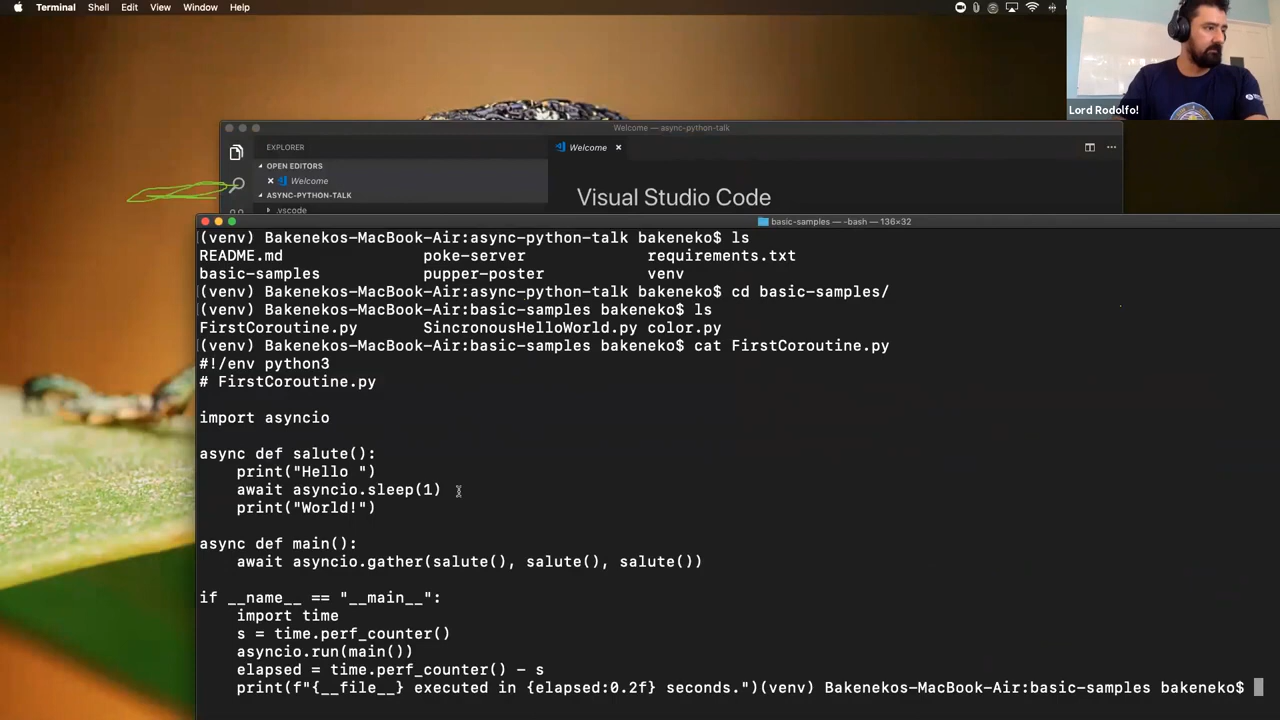 Terminal Shell Edit View Window Help
Lord Rodolfo!
Welcome — async-python-talk
EXPLORER
Welcome
OPEN EDITORS
Welcome
ASYNC-PYTHON-TALK
.vscode
Visual Studio Code
basic-samples — -bash — 136×32
(venv) Bakenekos-MacBook-Air:async-python-talk bakeneko$ ls
README.md poke-server requirements.txt
basic-samples pupper-poster venv
(venv) Bakenekos-MacBook-Air:async-python-talk bakeneko$ cd basic-samples/
(venv) Bakenekos-MacBook-Air:basic-samples bakeneko$ ls
FirstCoroutine.py SincronousHelloWorld.py color.py
(venv) Bakenekos-MacBook-Air:basic-samples bakeneko$ cat FirstCoroutine.py
#!/env python3
# FirstCoroutine.py
import asyncio
async def salute():
    print("Hello ")
    await asyncio.sleep(1)
    print("World!")
async def main():
    await asyncio.gather(salute(), salute(), salute())
if __name__ == "__main__":
    import time
    s = time.perf_counter()
    asyncio.run(main())
    elapsed = time.perf_counter() - s
    print(f"{__file__} executed in {elapsed:0.2f} seconds.")(venv) Bakenekos-MacBook-Air:basic-samples bakeneko$